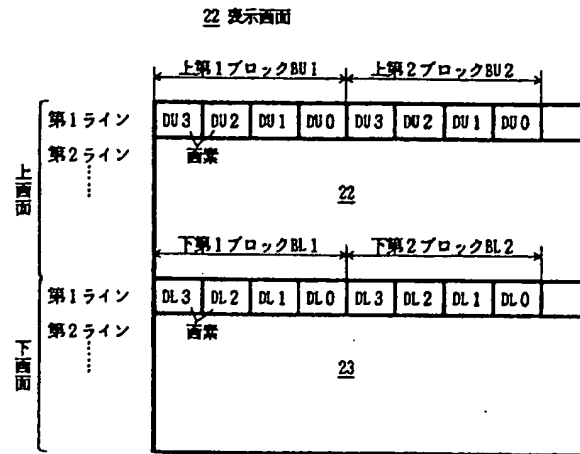 22 表示画面
上第1ブロックBU1 上第2ブロックBU2
第1ライン DU3 DU2 DU1 DU0 DU3 DU2 DU1 DU0
第2ライン 画素
上画面
22
下第1ブロックBL1 下第2ブロックBL2
第1ライン DL3 DL2 DL1 DL0 DL3 DL2 DL1 DL0
第2ライン 画素
下画面
23